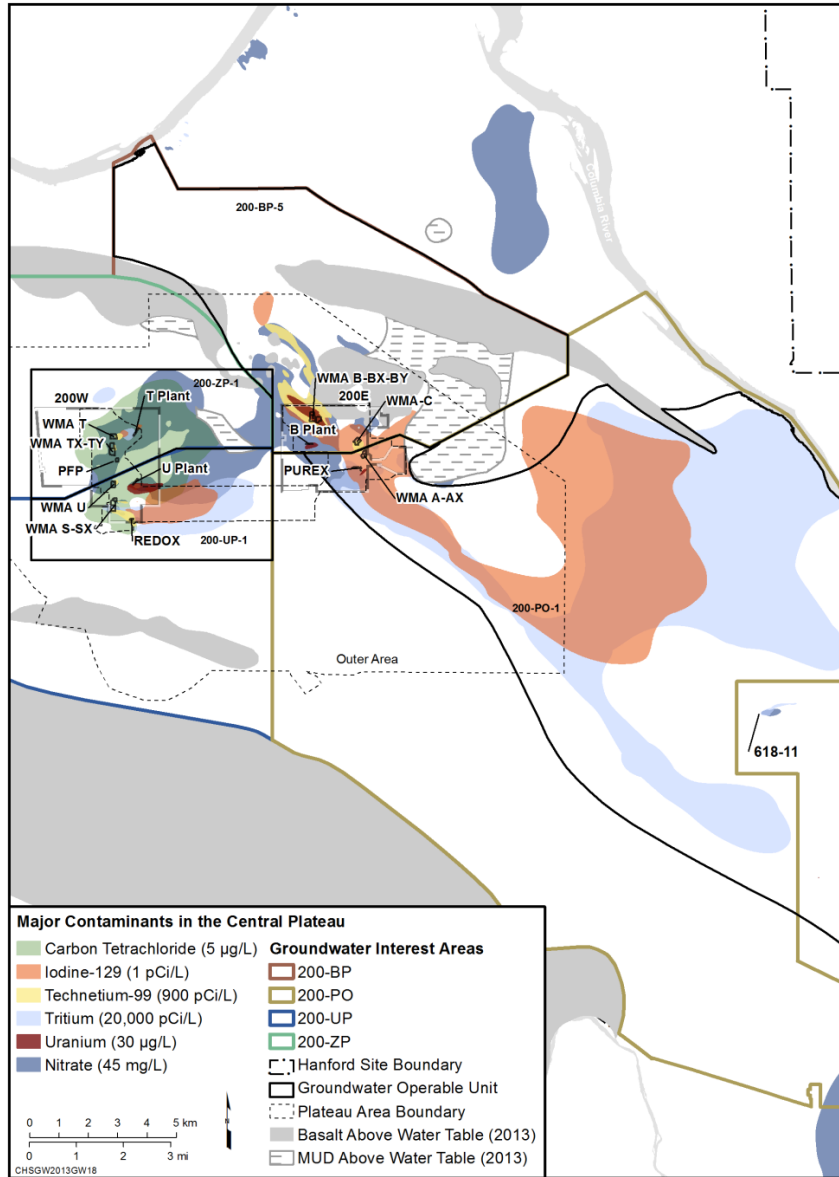 Columbia River
200-BP-5
WMA B-BX-BY
200-ZP-1
200E
WMA-C
T Plant
200W
WMA T
B Plant
WMA TX-TY
PFP
U Plant
PUREX
WMA A-AX
WMA U
WMA S-SX
REDOX
200-UP-1
200-PO-1
Outer Area
618-11
Major Contaminants in the Central Plateau
Carbon Tetrachloride (5 µg/L)
Iodine-129 (1 pCi/L)
Technetium-99 (900 pCi/L)
Tritium (20,000 pCi/L)
Uranium (30 µg/L)
Nitrate (45 mg/L)
Groundwater Interest Areas
200-BP
200-PO
200-UP
200-ZP
Hanford Site Boundary
Groundwater Operable Unit
Plateau Area Boundary
Basalt Above Water Table (2013)
MUD Above Water Table (2013)
N
0 1 2 3 4 5 km
0 1 2 3 mi
CHSGW2013GW18